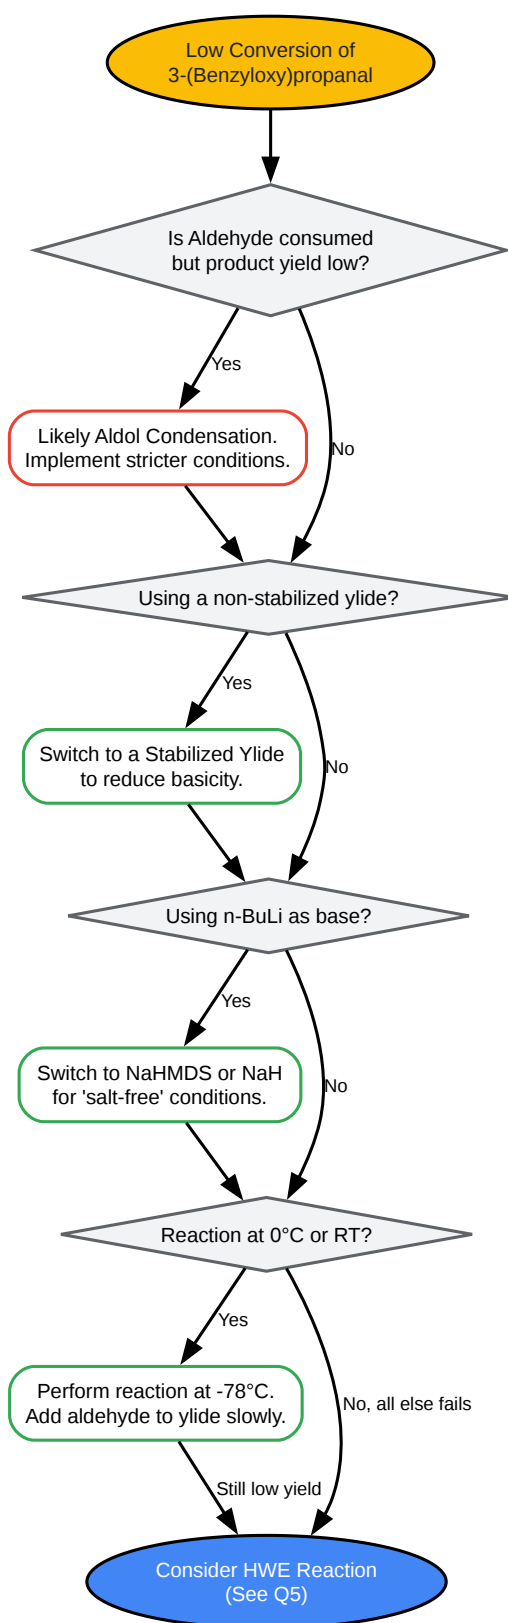 Low Conversion of
3-(Benzyloxy)propanal
Is Aldehyde consumed
but product yield low?
Yes
No
Likely Aldol Condensation.
Implement stricter conditions.
Using a non-stabilized ylide?
Yes
No
Switch to a Stabilized Ylide
to reduce basicity.
Using n-BuLi as base?
Yes
No
Switch to NaHMDS or NaH
for 'salt-free' conditions.
Reaction at 0°C or RT?
Yes
No, all else fails
Perform reaction at -78°C.
Add aldehyde to ylide slowly.
Still low yield
Consider HWE Reaction
(See Q5)